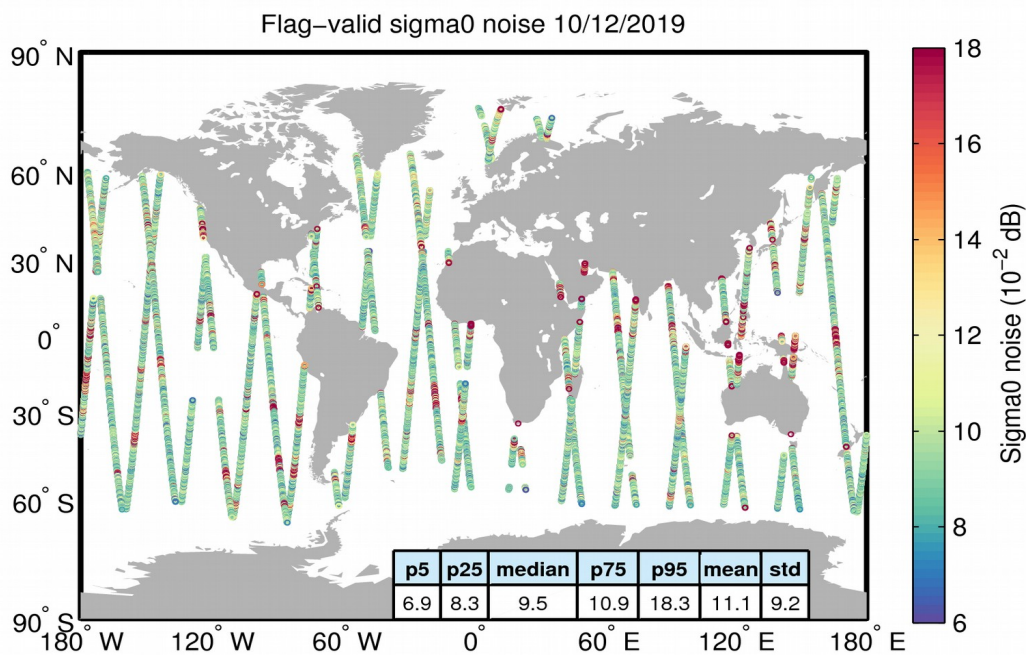 Flag−valid sigma0 noise 10/12/2019
90° N
60° N
30° N
0°
30° S
60° S
90° S
180° W
120° W
60° W
0°
60° E
120° E
180° E
p5 p25 median p75 p95 mean std
6.9 8.3 9.5 10.9 18.3 11.1 9.2
18
16
14
12
10
8
6
Sigma0 noise (10⁻² dB)